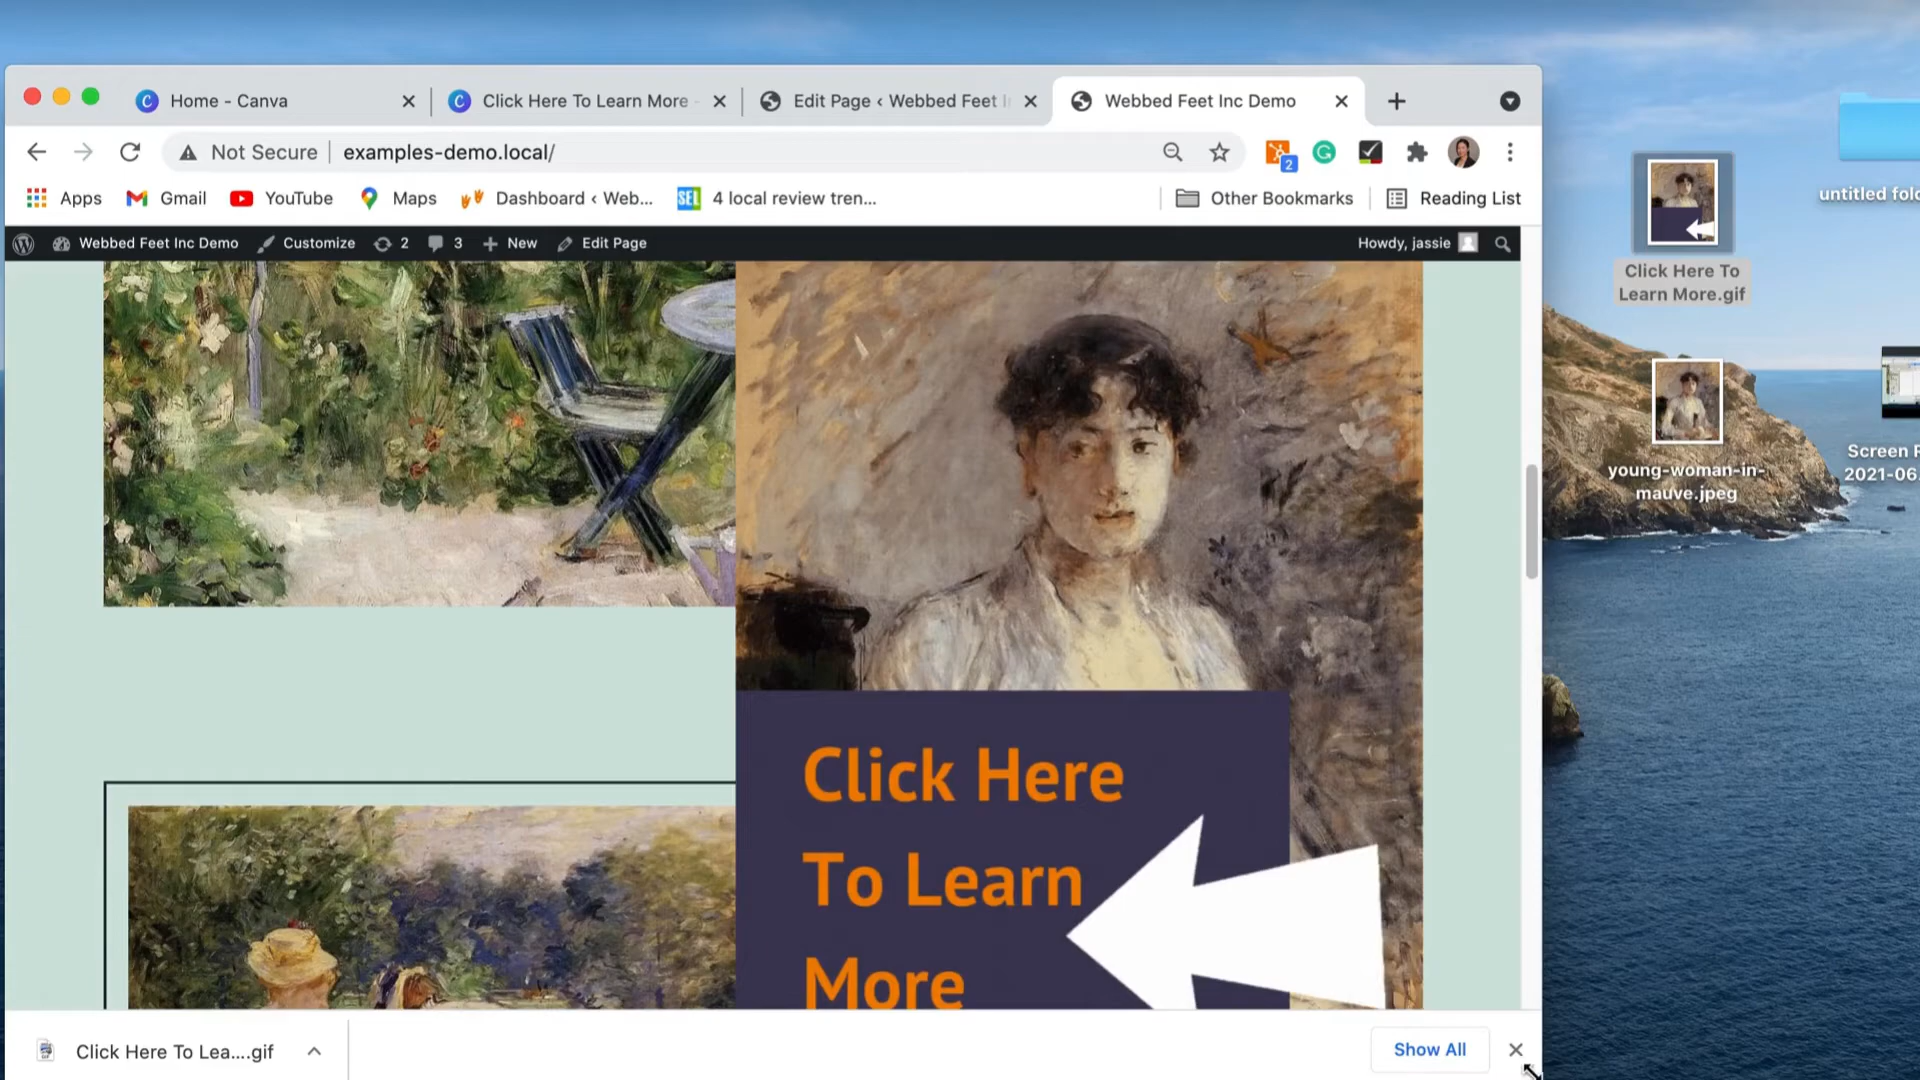 Home - Canva
Click Here To Learn More -
Edit Page ‹ Webbed Feet I
Webbed Feet Inc Demo
Not Secure
examples-demo.local/
2
Apps
Gmail
YouTube
Maps
Dashboard ‹ Web...
SEL
4 local review tren...
Other Bookmarks
Reading List
Webbed Feet Inc Demo
Customize
2
3
New
Edit Page
Howdy, jassie
Click Here
To Learn
More
Click Here To Lea....gif
Show All
Click Here To
Learn More.gif
young-woman-in-
mauve.jpeg
untitled fol
Screen
2021-06